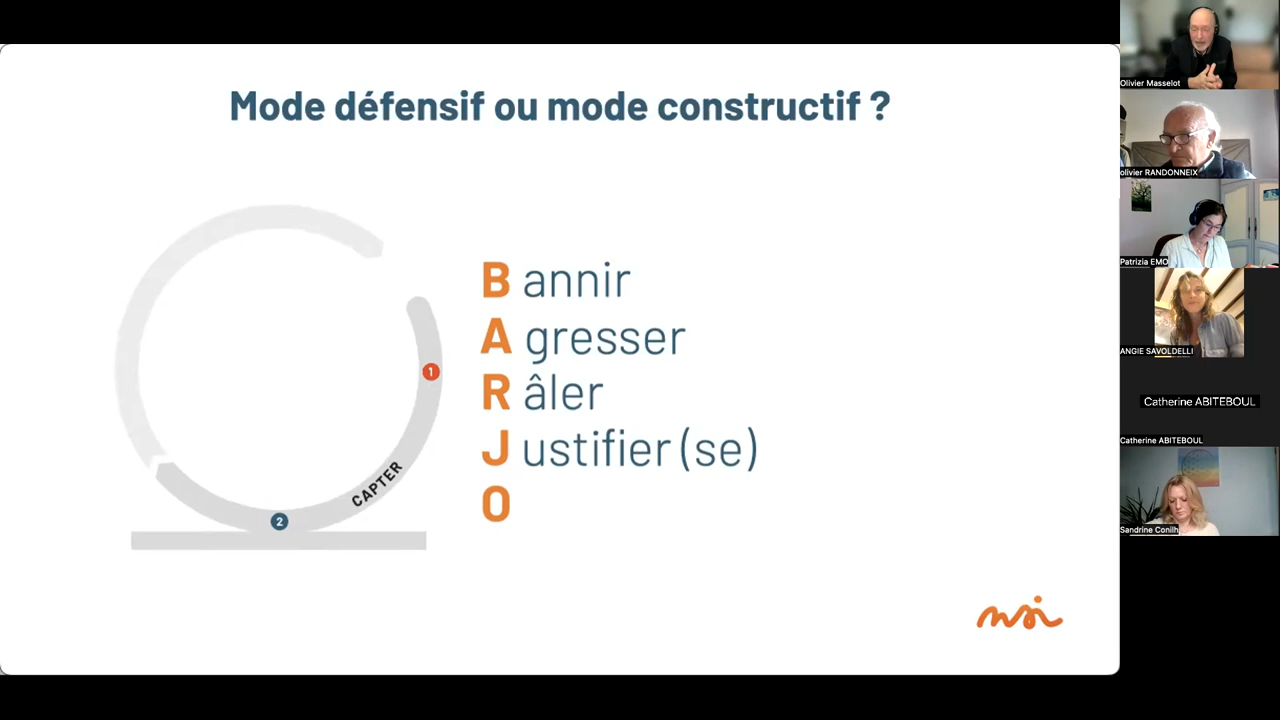 Mode défensif ou mode constructif ?
B annir
A gresser
R âler
J ustifier (se)
O
1
CAPTER
2
nsi
Olivier Masselot
olivier RANDONNEIX
Patrizia EMO
ANGIE SAVOLDELLI
Catherine ABITEBOUL
Catherine ABITEBOUL
Sandrine Conilh